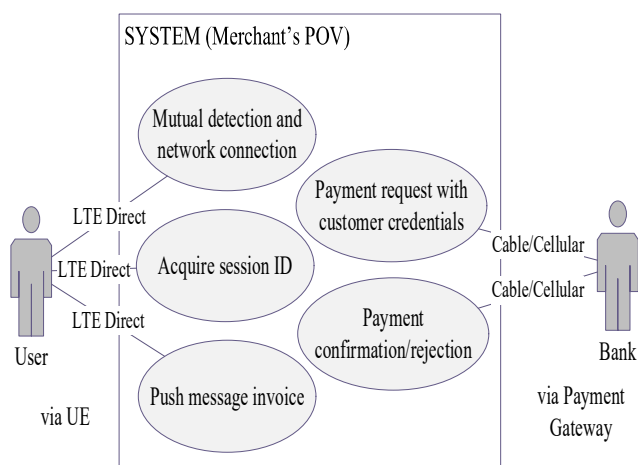 SYSTEM (Merchant's POV)
Mutual detection and
network connection
Payment request with
customer credentials
LTE Direct
Cable/Cellular
LTE Direct
Acquire session ID
Cable/Cellular
LTE Direct
Payment
confirmation/rejection
User
Bank
Push message invoice
via UE
via Payment
Gateway